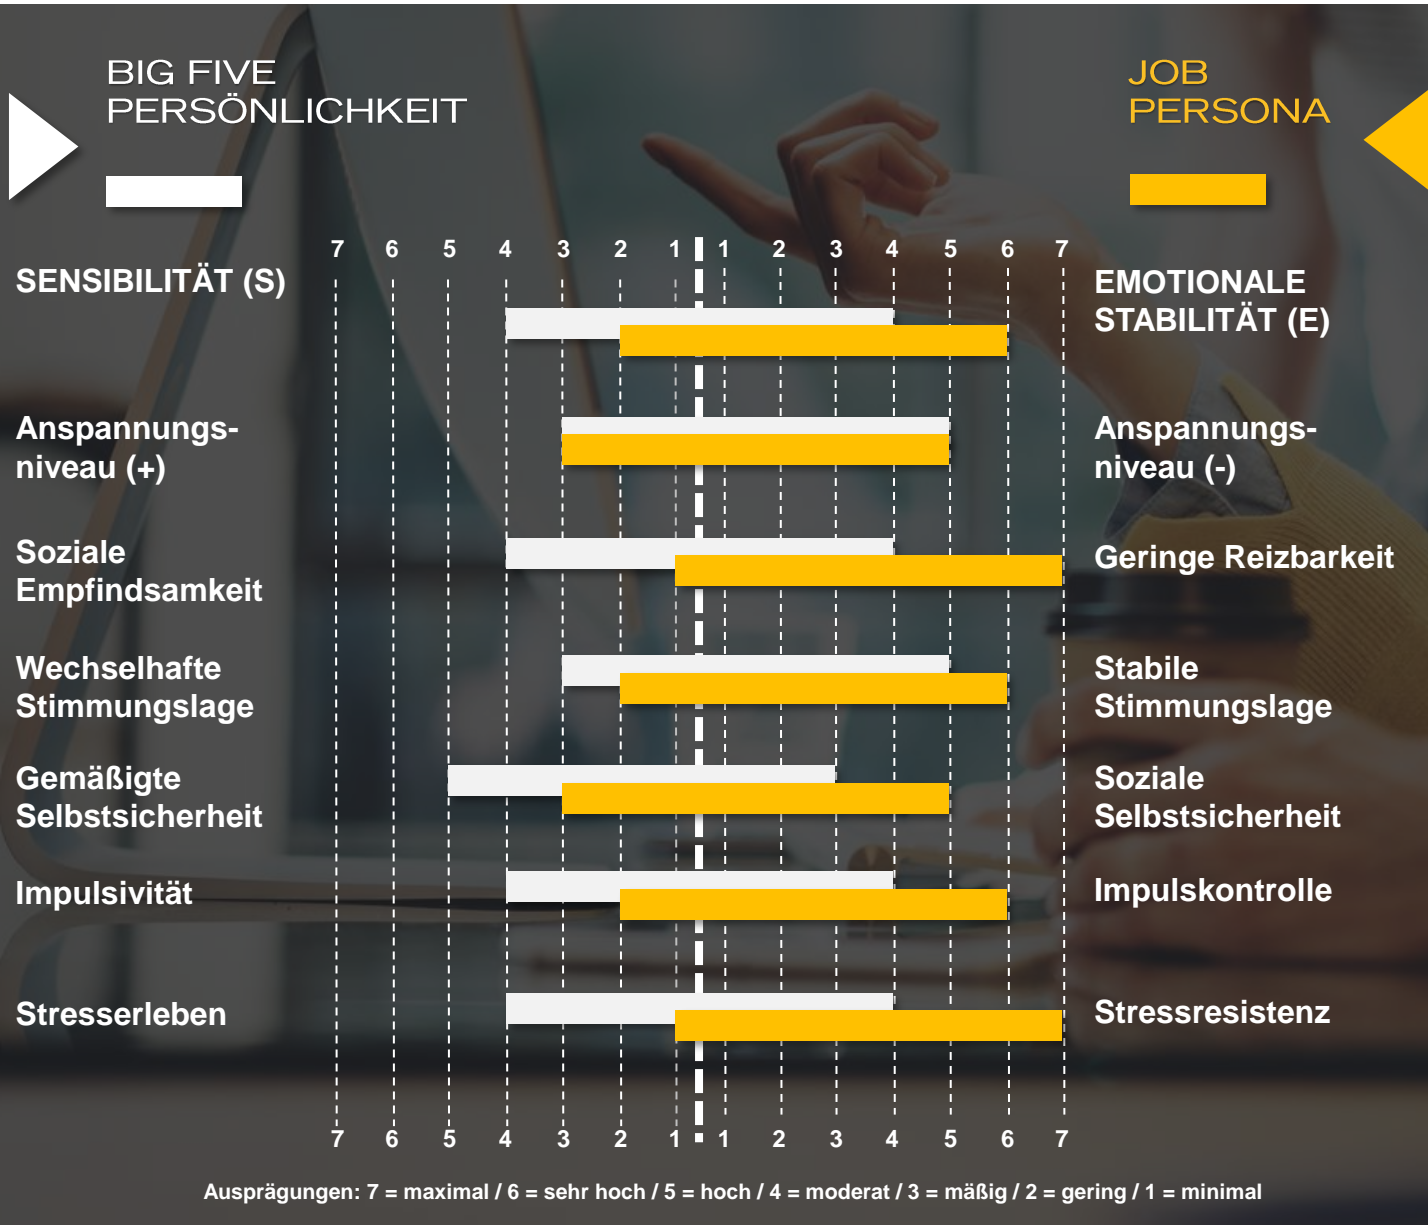 BIG FIVE
PERSÖNLICHKEIT
JOB
PERSONA
7 6 5 4 3 2 1 1 2 3 4 5 6 7
SENSIBILITÄT (S)
EMOTIONALE
STABILITÄT (E)
Anspannungs-
niveau (+)
Anspannungs-
niveau (-)
Soziale
Empfindsamkeit
Geringe Reizbarkeit
Wechselhafte
Stimmungslage
Stabile
Stimmungslage
Gemäßigte
Selbstsicherheit
Soziale
Selbstsicherheit
Impulsivität
Impulskontrolle
Stresserleben
Stressresistenz
7 6 5 4 3 2 1 1 2 3 4 5 6 7
Ausprägungen: 7 = maximal / 6 = sehr hoch / 5 = hoch / 4 = moderat / 3 = mäßig / 2 = gering / 1 = minimal